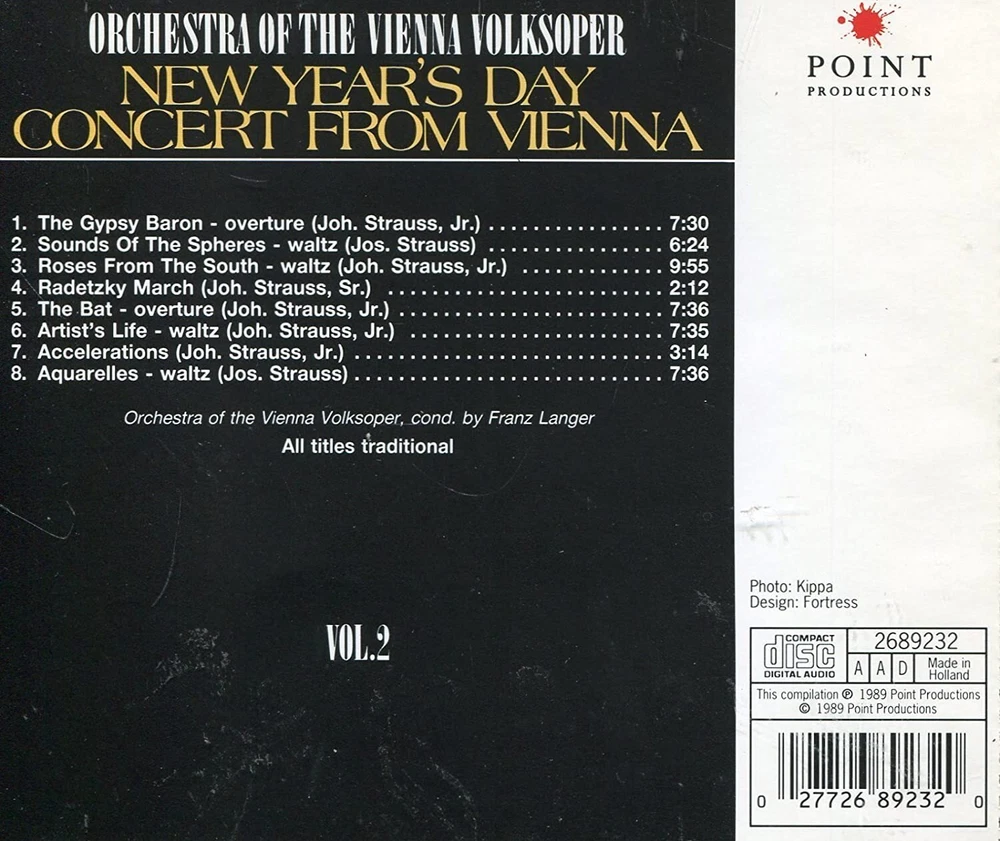 ORCHESTRA OF THE VIENNA VOLKSOPER
NEW YEAR'S DAY
CONCERT FROM VIENNA
1. The Gypsy Baron - overture (Joh. Strauss, Jr.) . . . . . . . . . . . . . . . . 7:30
2. Sounds Of The Spheres - waltz (Jos. Strauss) . . . . . . . . . . . . . . . . 6:24
3. Roses From The South - waltz (Joh. Strauss, Jr.) . . . . . . . . . . . . . 9:55
4. Radetzky March (Joh. Strauss, Sr.) . . . . . . . . . . . . . . . . . . . . . . . . . 2:12
5. The Bat - overture (Joh. Strauss, Jr.) . . . . . . . . . . . . . . . . . . . . . . . . 7:36
6. Artist's Life - waltz (Joh. Strauss, Jr.) . . . . . . . . . . . . . . . . . . . . . . . 7:35
7. Accelerations (Joh. Strauss, Jr.) . . . . . . . . . . . . . . . . . . . . . . . . . . . . 3:14
8. Aquarelles - waltz (Jos. Strauss) . . . . . . . . . . . . . . . . . . . . . . . . . . . . 7:36
Orchestra of the Vienna Volksoper, cond. by Franz Langer
All titles traditional
VOL.2
POINT
PRODUCTIONS
Photo: Kippa
Design: Fortress
COMPACT
disc
DIGITAL AUDIO
2689232
A A D
Made in
Holland
This compilation ℗ 1989 Point Productions
© 1989 Point Productions
0 27726 89232 0